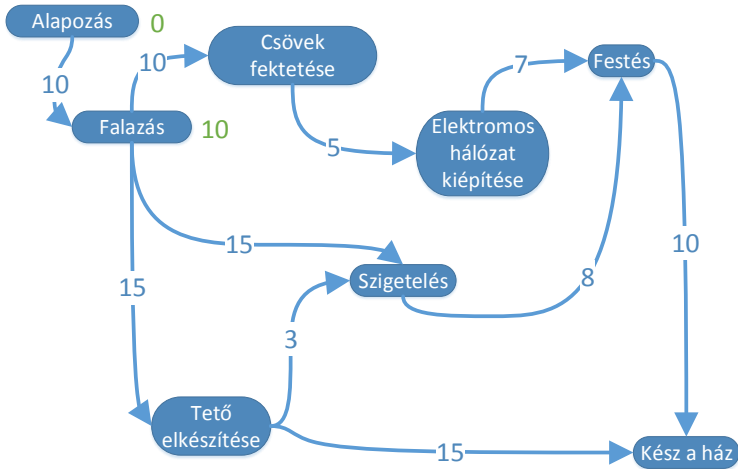 Alapozás
0
Csövek
fektetése
10
7
Festés
10
Falazás
10
5
Elektromos
hálózat
kiépítése
15
10
Szigetelés
8
15
3
Tető
elkészítése
15
Kész a ház